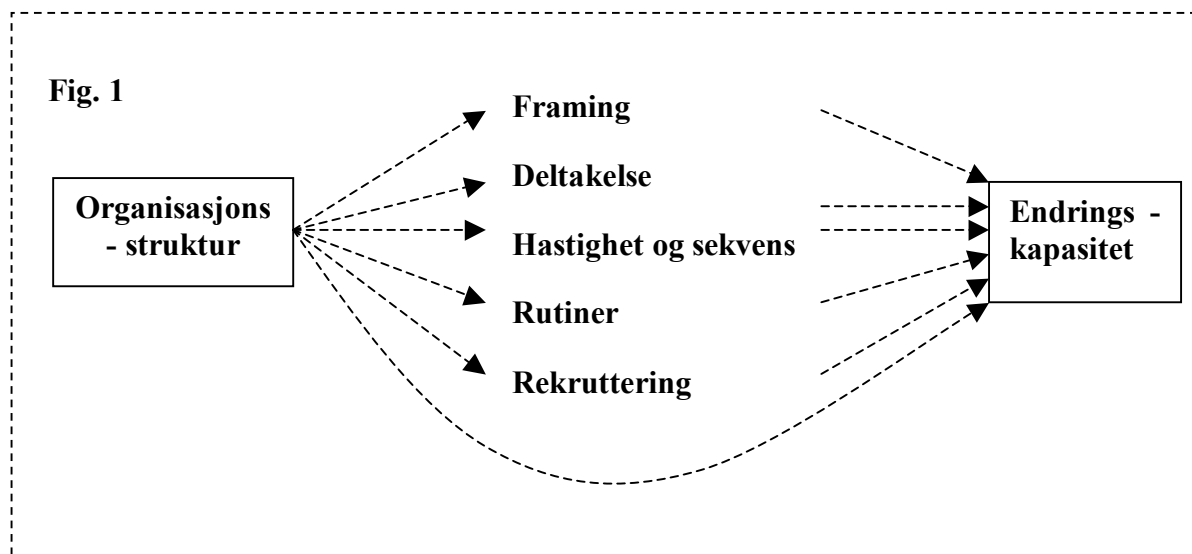 Fig. 1
Organisasjons
- struktur
Framing
Deltakelse
Hastighet og sekvens
Rutiner
Rekruttering
Endrings -
kapasitet